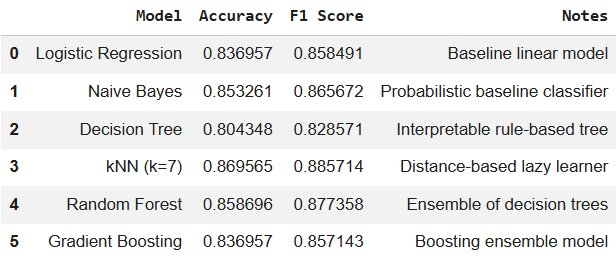 Model Accuracy F1 Score Notes
0 Logistic Regression 0.836957 0.858491 Baseline linear model
1 Naive Bayes 0.853261 0.865672 Probabilistic baseline classifier
2 Decision Tree 0.804348 0.828571 Interpretable rule-based tree
3 kNN (k=7) 0.869565 0.885714 Distance-based lazy learner
4 Random Forest 0.858696 0.877358 Ensemble of decision trees
5 Gradient Boosting 0.836957 0.857143 Boosting ensemble model